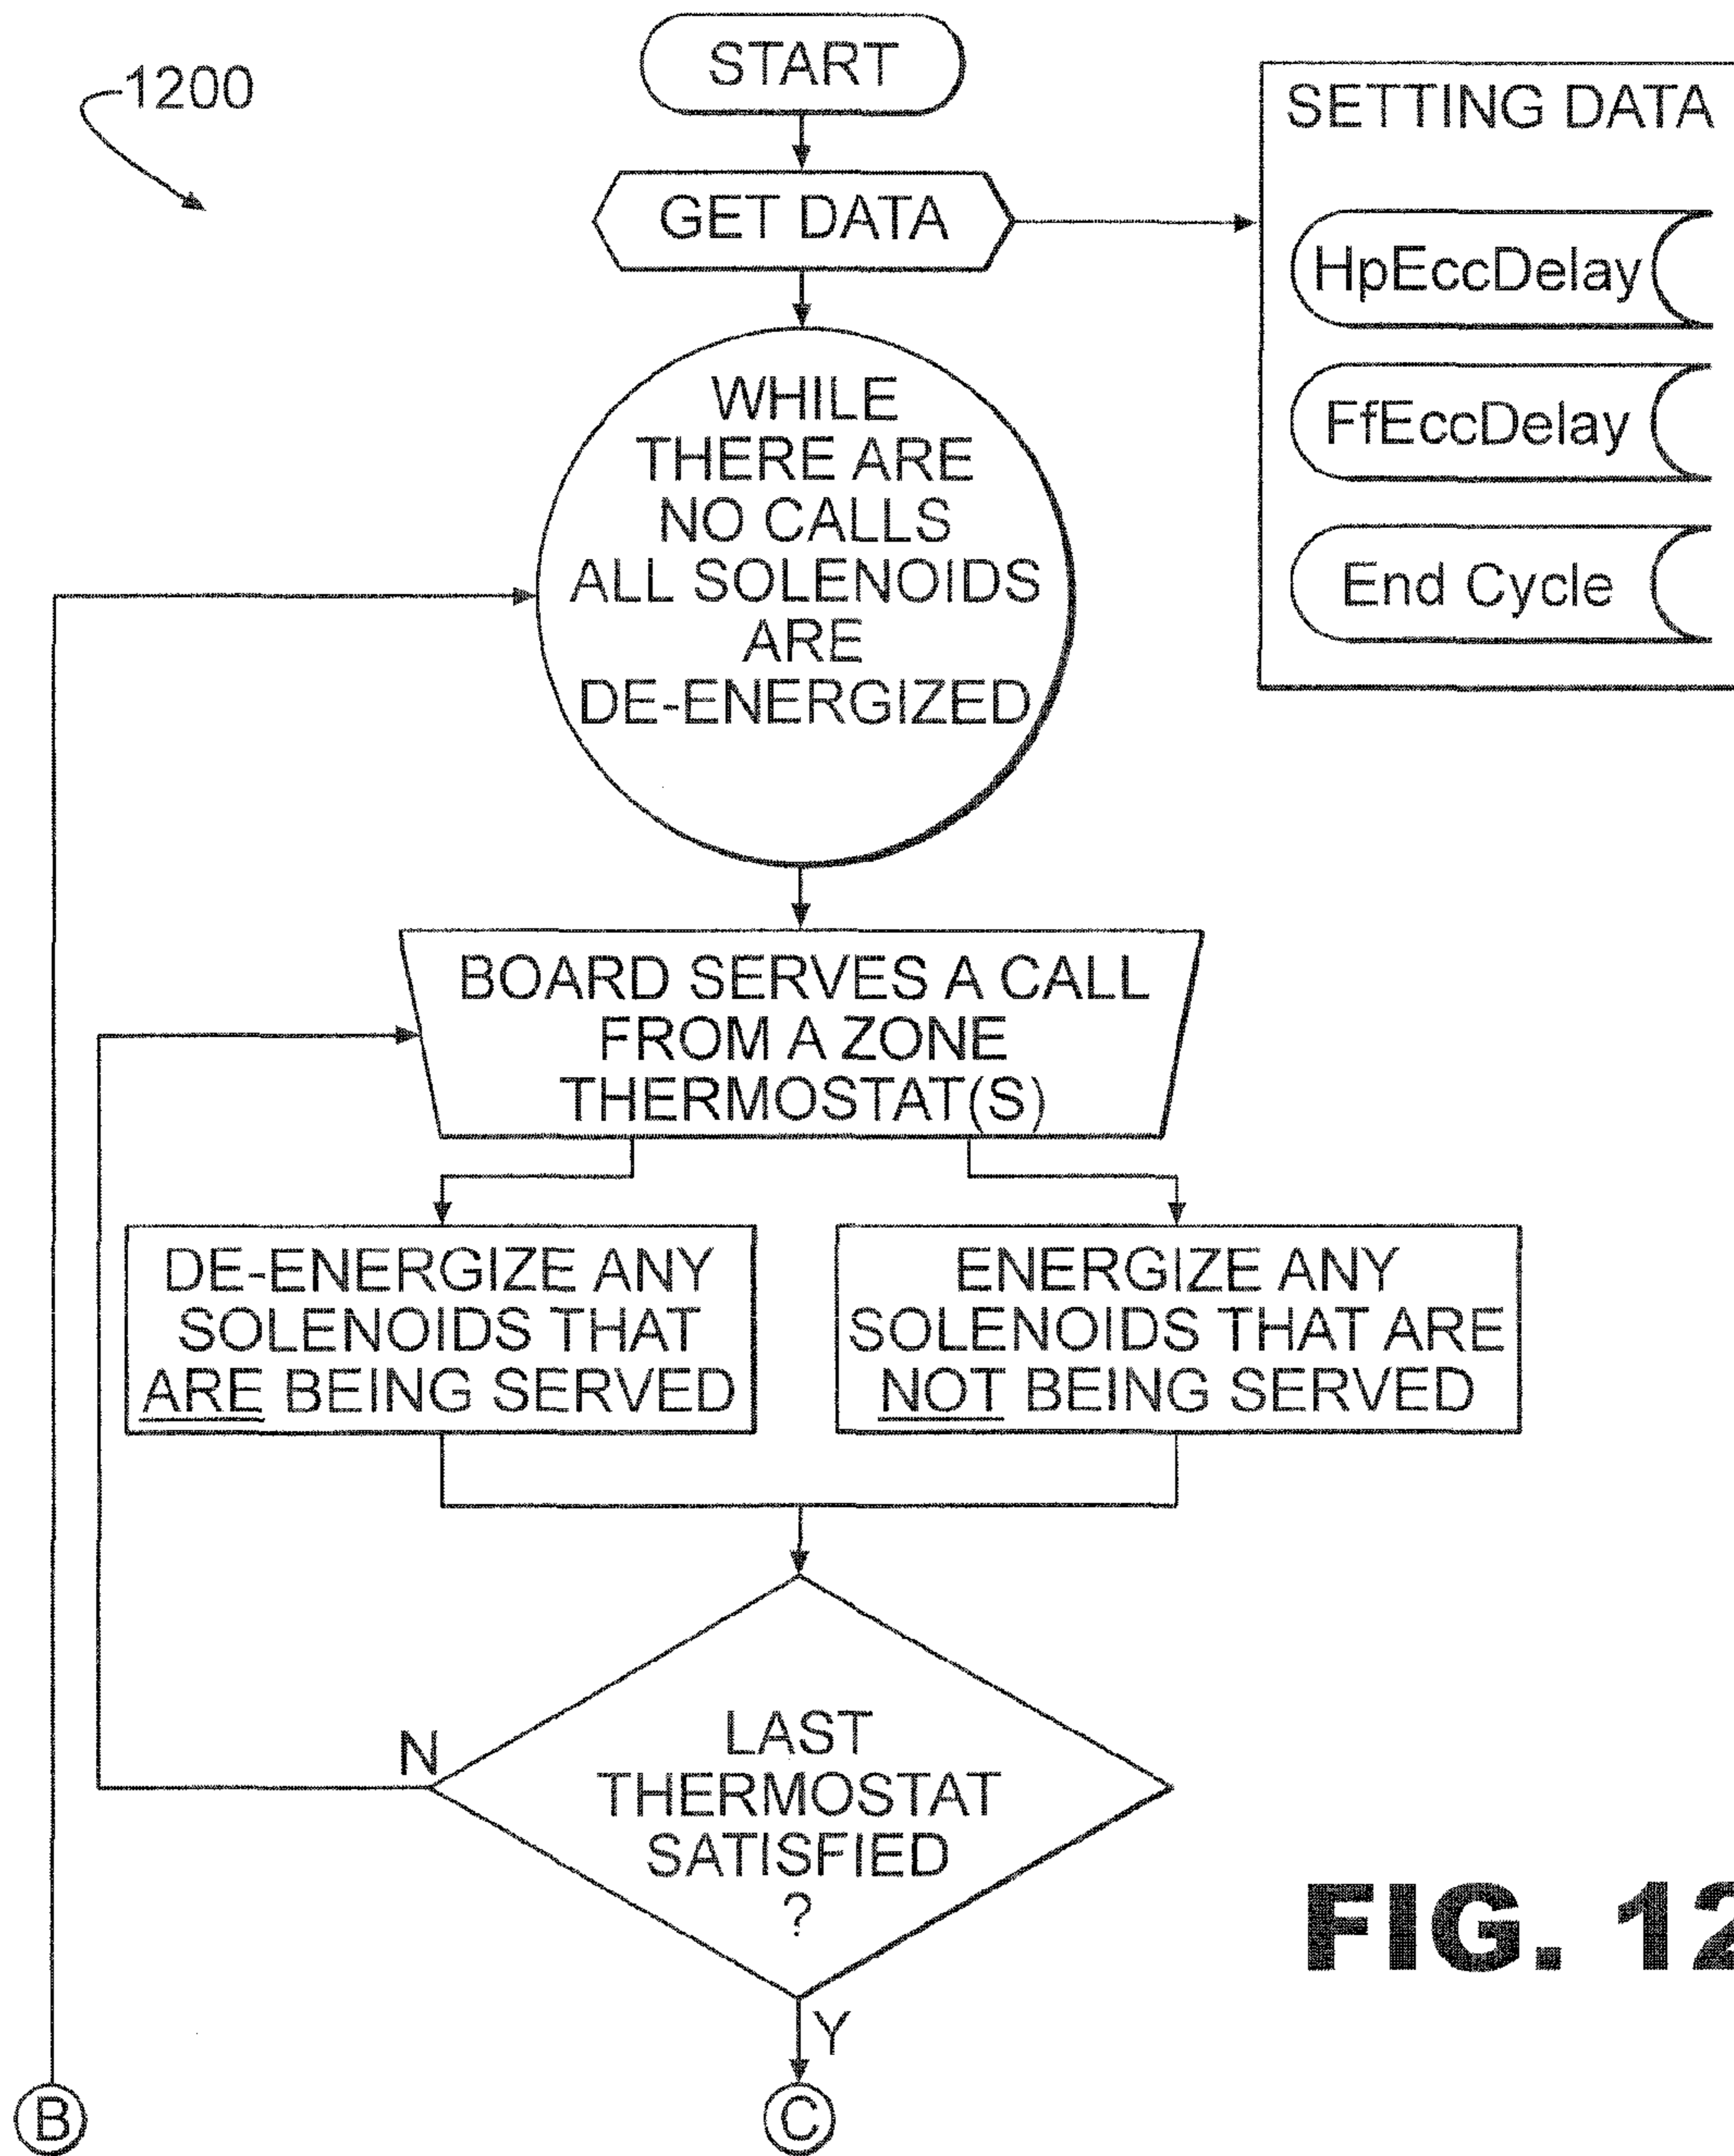 1200
START
GET DATA
SETTING DATA
HpEccDelay
FfEccDelay
End Cycle
WHILE
THERE ARE
NO CALLS
ALL SOLENOIDS
ARE
DE-ENERGIZED
BOARD SERVES A CALL
FROM A ZONE
THERMOSTAT(S)
DE-ENERGIZE ANY
SOLENOIDS THAT
ARE BEING SERVED
ENERGIZE ANY
SOLENOIDS THAT ARE
NOT BEING SERVED
N
LAST
THERMOSTAT
SATISFIED
?
Y
FIG. 12
B
C